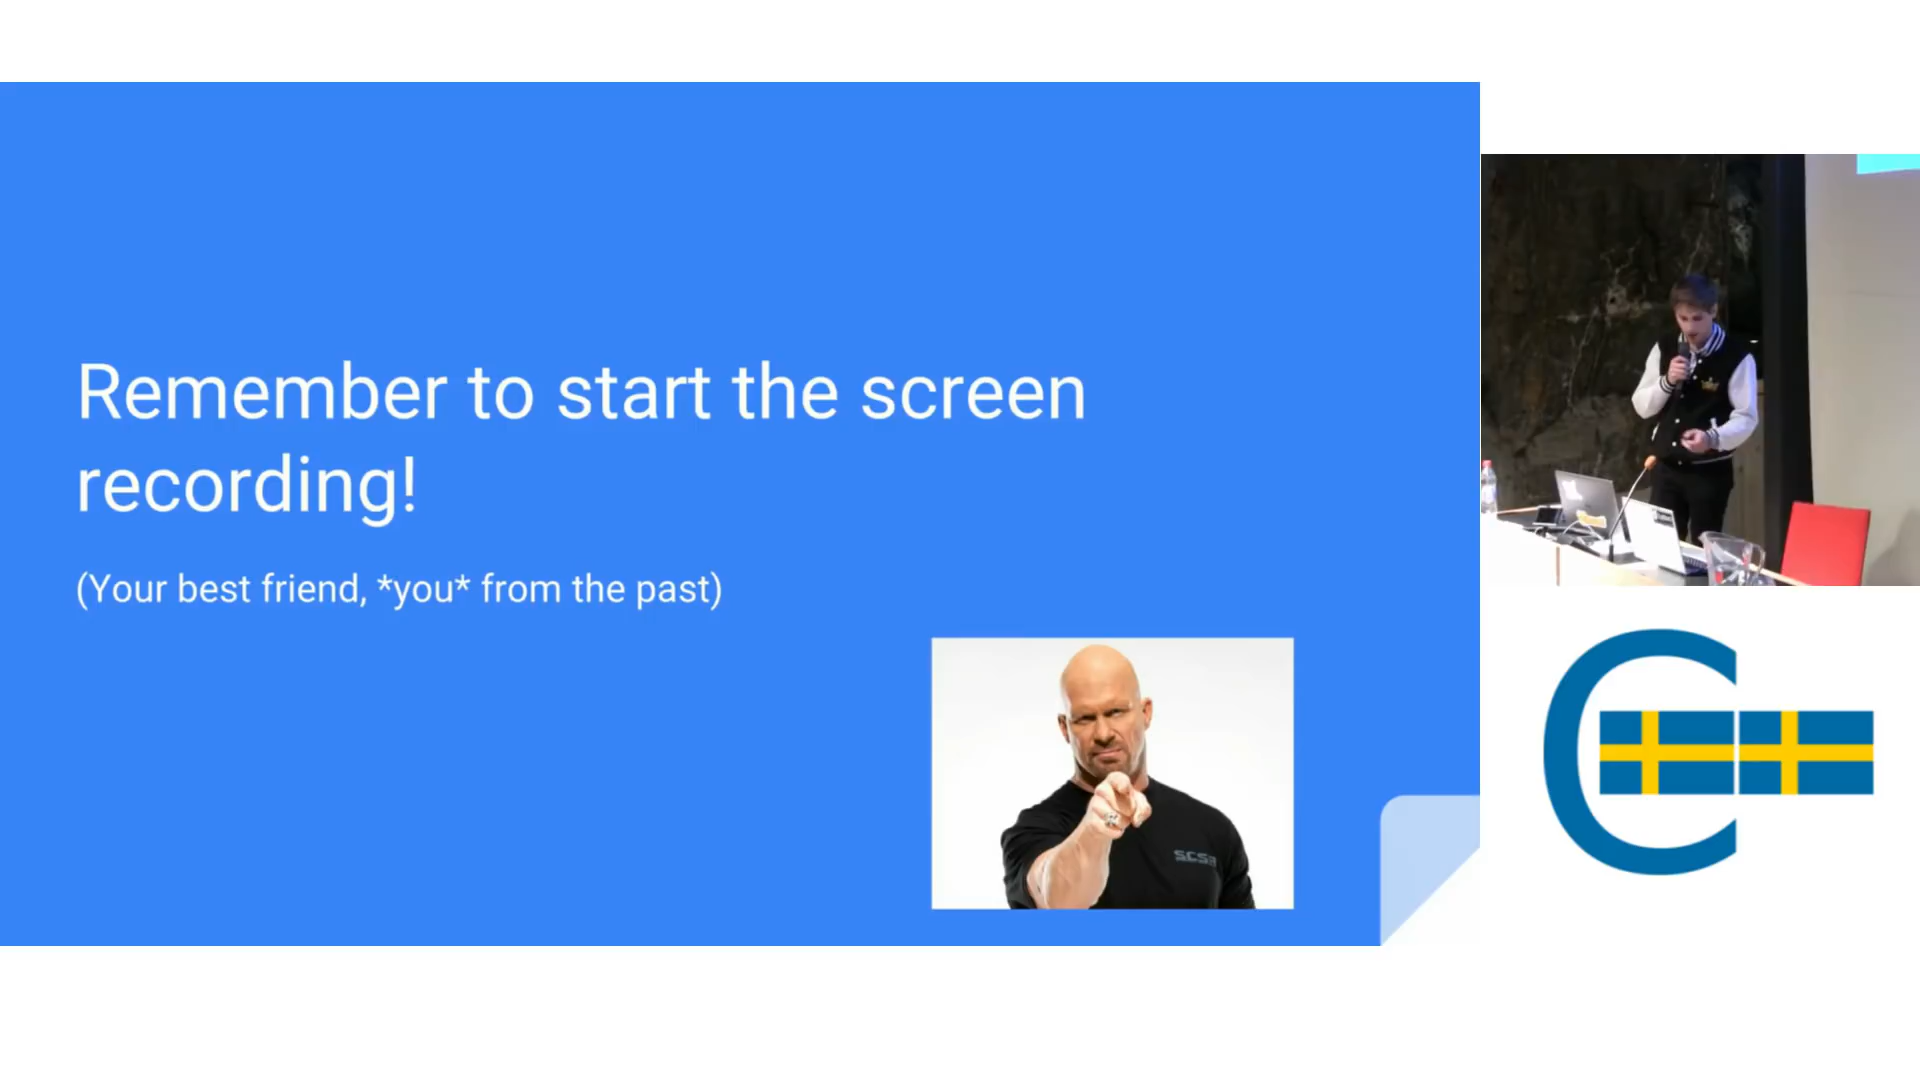 Remember to start the screen
recording!
(Your best friend, *you* from the past)